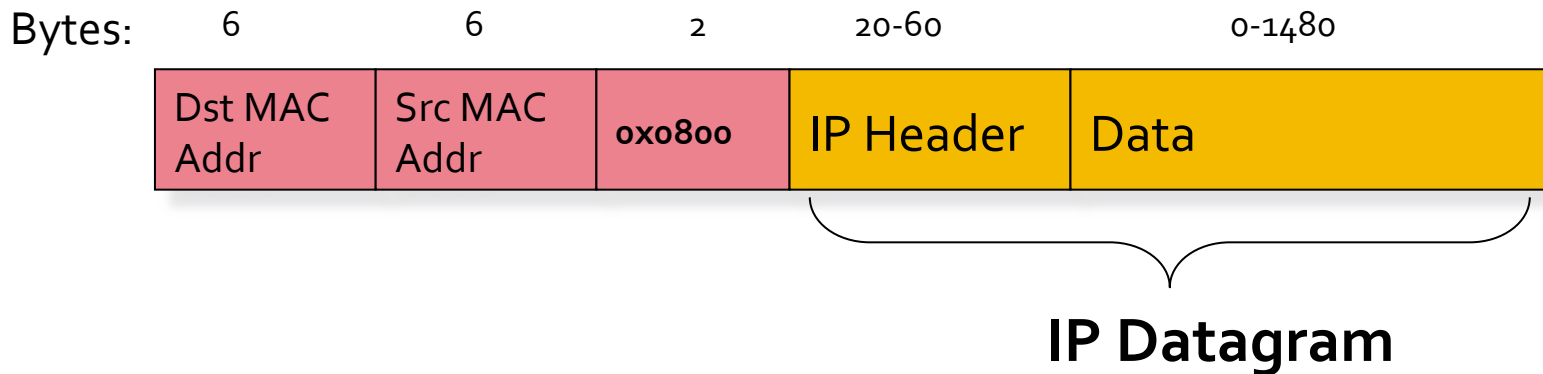 Bytes: 6 6 2 20-60 0-1480
Dst MAC Addr
Src MAC Addr
0x0800
IP Header
Data
IP Datagram